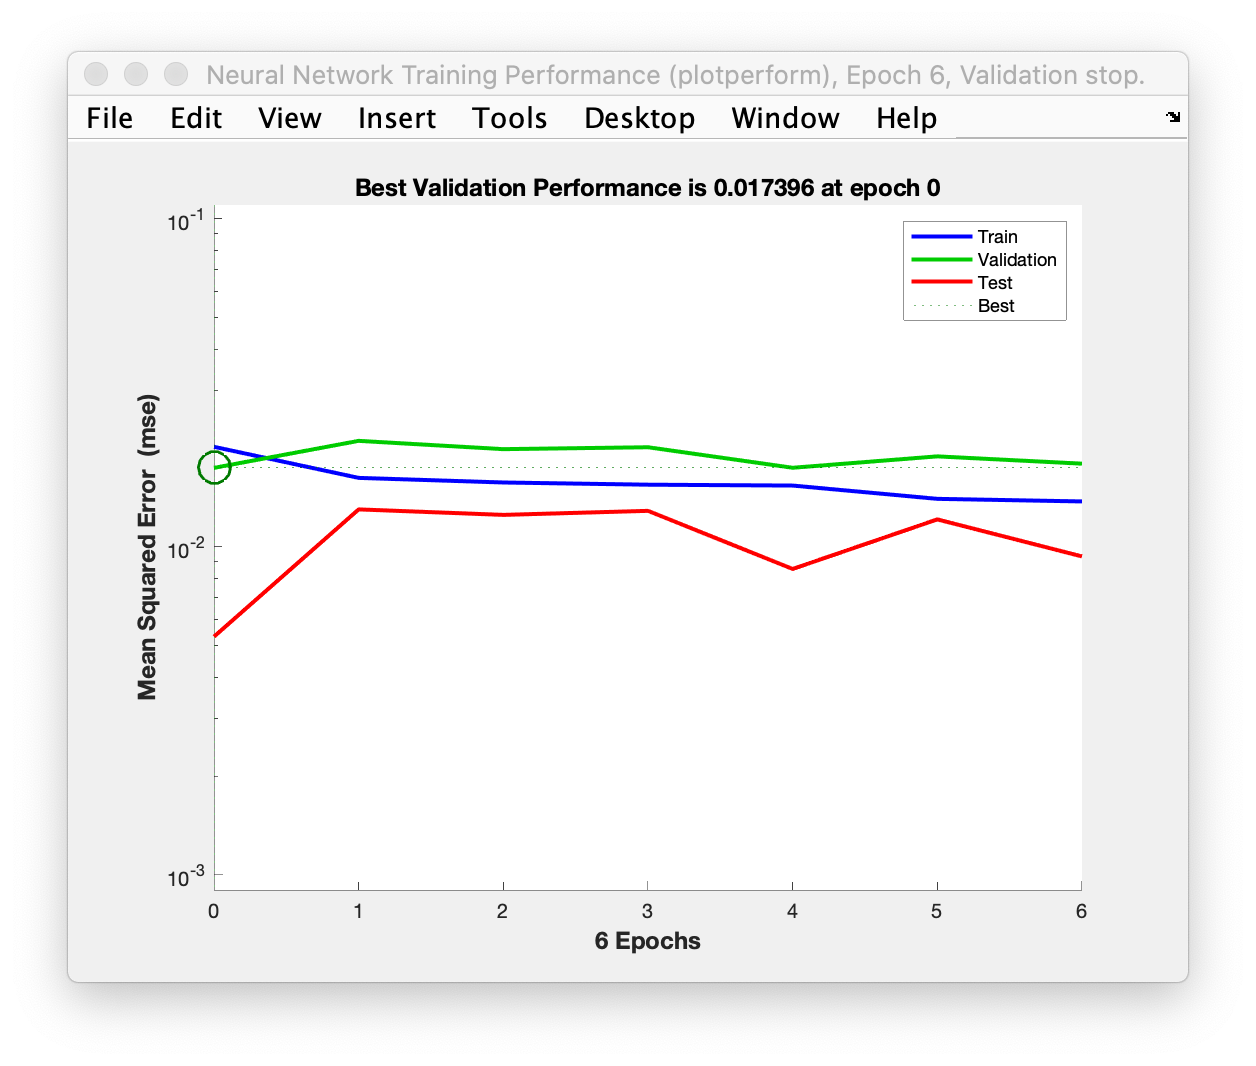 Neural Network Training Performance (plotperform), Epoch 6, Validation stop.
File Edit View Insert Tools Desktop Window Help
Best Validation Performance is 0.017396 at epoch 0
10^-1
Train
Validation
Test
Best
10^-2
10^-3
Mean Squared Error (mse)
0 1 2 3 4 5 6
6 Epochs